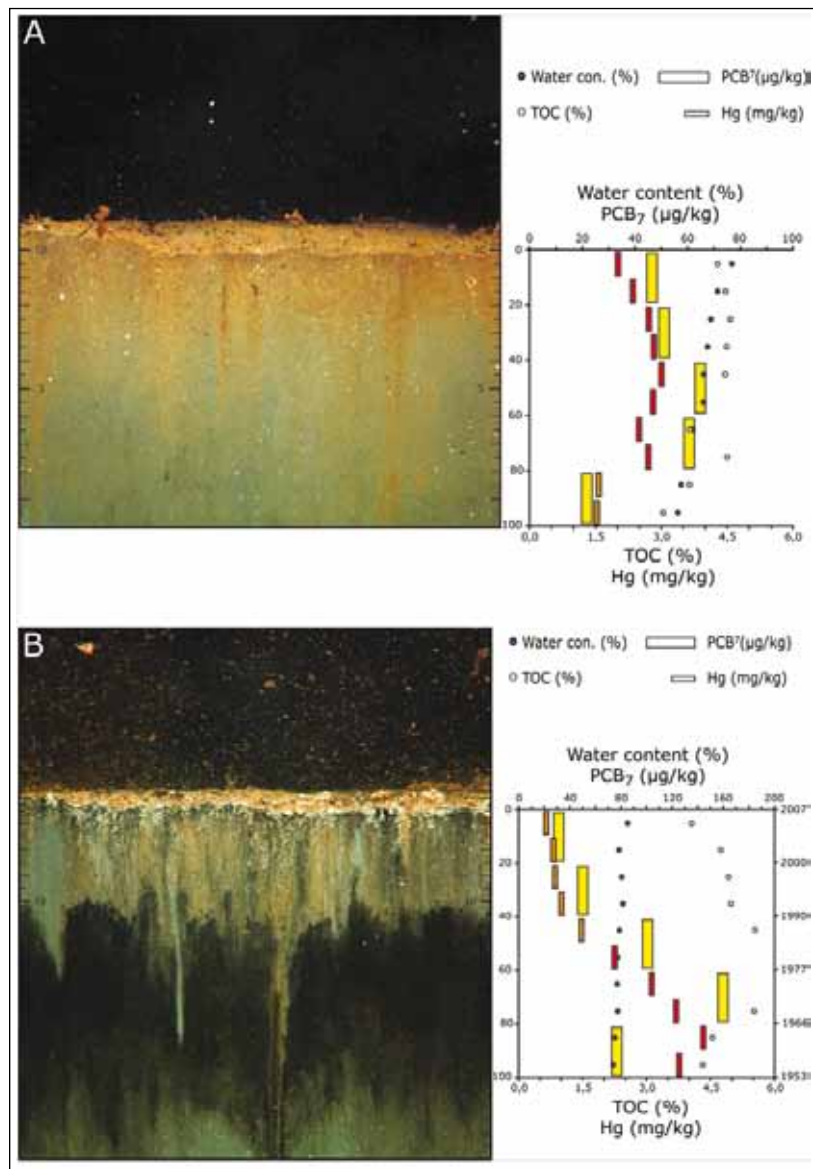 A
● Water con. (%) PCB⁷(µg/kg)
○ TOC (%) Hg (mg/kg)
Water content (%)
PCB₇ (µg/kg)
0 20 40 60 80 100
0
20
40
60
80
100
0,0 1,5 3,0 4,5 6,0
TOC (%)
Hg (mg/kg)
B
● Water con. (%) PCB⁷(µg/kg)
○ TOC (%) Hg (mg/kg)
Water content (%)
PCB₇ (µg/kg)
0 40 80 120 160 200
0 2007
20 2000
40 1990
60 1977
80 1966
100 1953
0,0 1,5 3,0 4,5 6,0
TOC (%)
Hg (mg/kg)